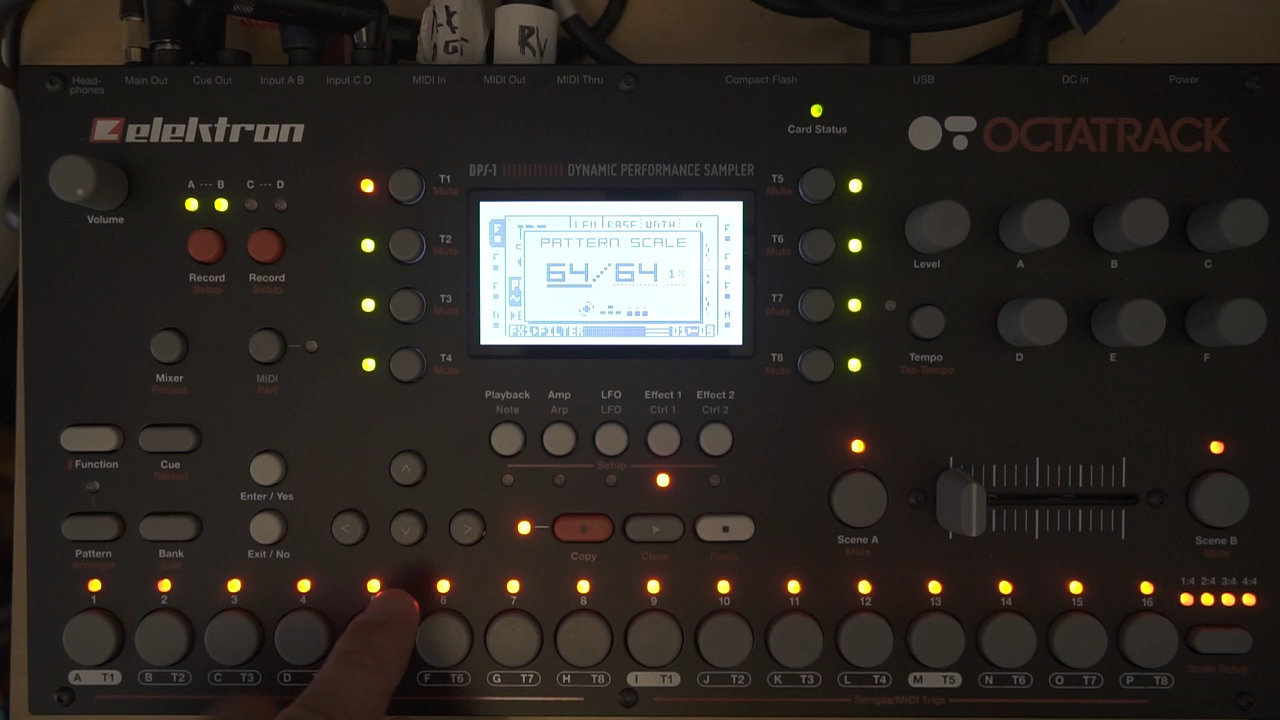 RV
Head-
phones
Main Out
Cue Out
Input A B
Input C D
MIDI In
MIDI Out
MIDI Thru
Compact Flash
USB
DC In
Power
elektron
Card Status
OCTATRACK
DPS-1 DYNAMIC PERFORMANCE SAMPLER
Volume
A --- B C --- D
Record
Setup
Record
Setup
T1
Mute
T2
Mute
T3
Mute
T4
Mute
PATTERN SCALE
64/64 1x
T5
Mute
T6
Mute
T7
Mute
T8
Mute
Level
A
B
C
Tempo
Tap Tempo
D
E
F
Mixer
Project
MIDI
Part
Playback
Note
Amp
Arp
LFO
LFO
Effect 1
Ctrl 1
Effect 2
Ctrl 2
Setup
Function
Cue
Reload
Enter / Yes
Exit / No
Pattern
Arranger
Bank
Edit
Copy
Clear
Paste
Scene A
Mute
Scene B
Mute
1 2 3 4 6 7 8 9 10 11 12 13 14 15 16
1:4 2:4 3:4 4:4
Scale Setup
A T1
B T2
C T3
D
F T6
G T7
H T8
I T1
J T2
K T3
L T4
M T5
N T6
O T7
P T8
Sample/MIDI Trigs